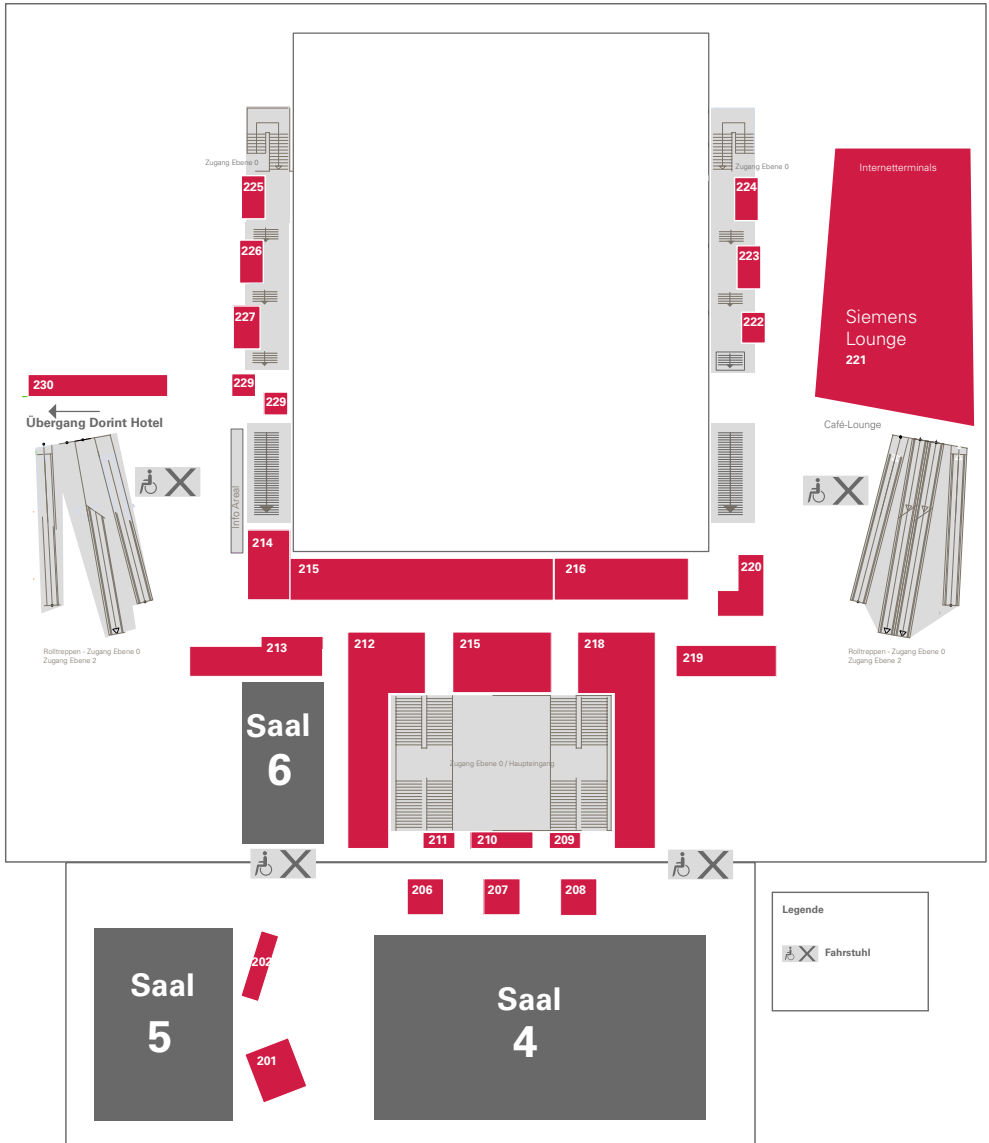 Zugang Ebene 0
Zugang Ebene 0
Internetterminals
225
224
226
223
Siemens
Lounge
221
227
222
230
229
229
Übergang Dorint Hotel
Café-Lounge
Info Areal
214
215
216
220
213
212
215
218
219
Rolltreppen - Zugang Ebene 0
Zugang Ebene 2
Rolltreppen - Zugang Ebene 0
Zugang Ebene 2
Saal
6
Zugang Ebene 0 / Haupteingang
211
210
209
206
207
208
Legende
Fahrstuhl
202
Saal
5
Saal
4
201